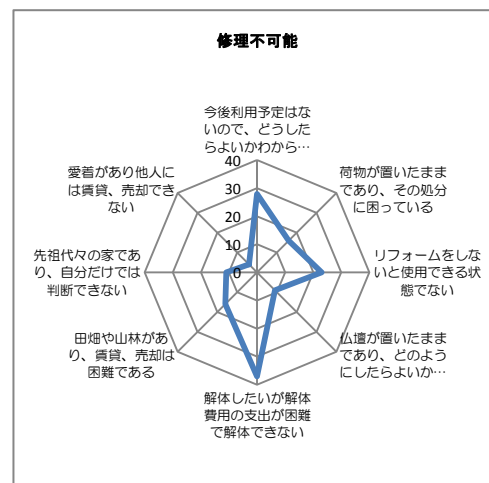 修理不可能
今後利用予定はな
いので、どうした
らよいかわから…
荷物が置いたまま
であり、その処分
に困っている
リフォームをしな
いと使用できる状
態でない
仏壇が置いたまま
であり、どのよう
にしたらよいか…
解体したいが解体
費用の支出が困難
で解体できない
田畑や山林があ
り、賃貸、売却は
困難である
先祖代々の家であ
り、自分だけでは
判断できない
愛着があり他人に
は賃貸、売却でき
ない
40
30
20
10
0